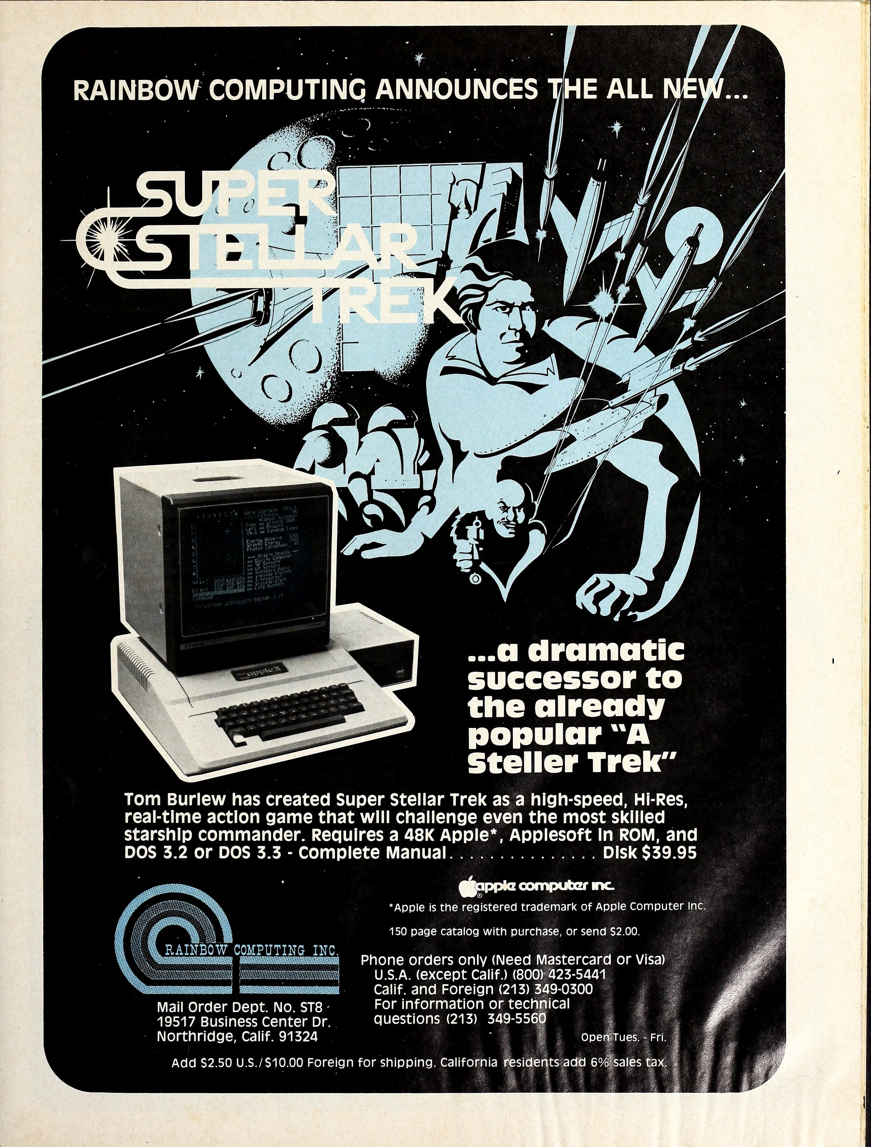 RAINBOW COMPUTING ANNOUNCES THE ALL NEW...
SUPER
STELLAR
TREK
...a dramatic
successor to
the already
popular “A
Steller Trek”
Tom Burlew has created Super Stellar Trek as a high-speed, Hi-Res,
real-time action game that will challenge even the most skilled
starship commander. Requires a 48K Apple*, Applesoft in ROM, and
DOS 3.2 or DOS 3.3 - Complete Manual. . . . . . . . . . . . . . . Disk $39.95
apple computer inc.
*Apple is the registered trademark of Apple Computer Inc.
150 page catalog with purchase, or send $2.00.
RAINBOW COMPUTING INC.
Mail Order Dept. No. ST8
19517 Business Center Dr.
Northridge, Calif. 91324
Phone orders only (Need Mastercard or Visa)
U.S.A. (except Calif.) (800) 423-5441
Calif. and Foreign (213) 349-0300
For information or technical
questions (213) 349-5560
Open Tues. - Fri.
Add $2.50 U.S./$10.00 Foreign for shipping. California residents add 6% sales tax.